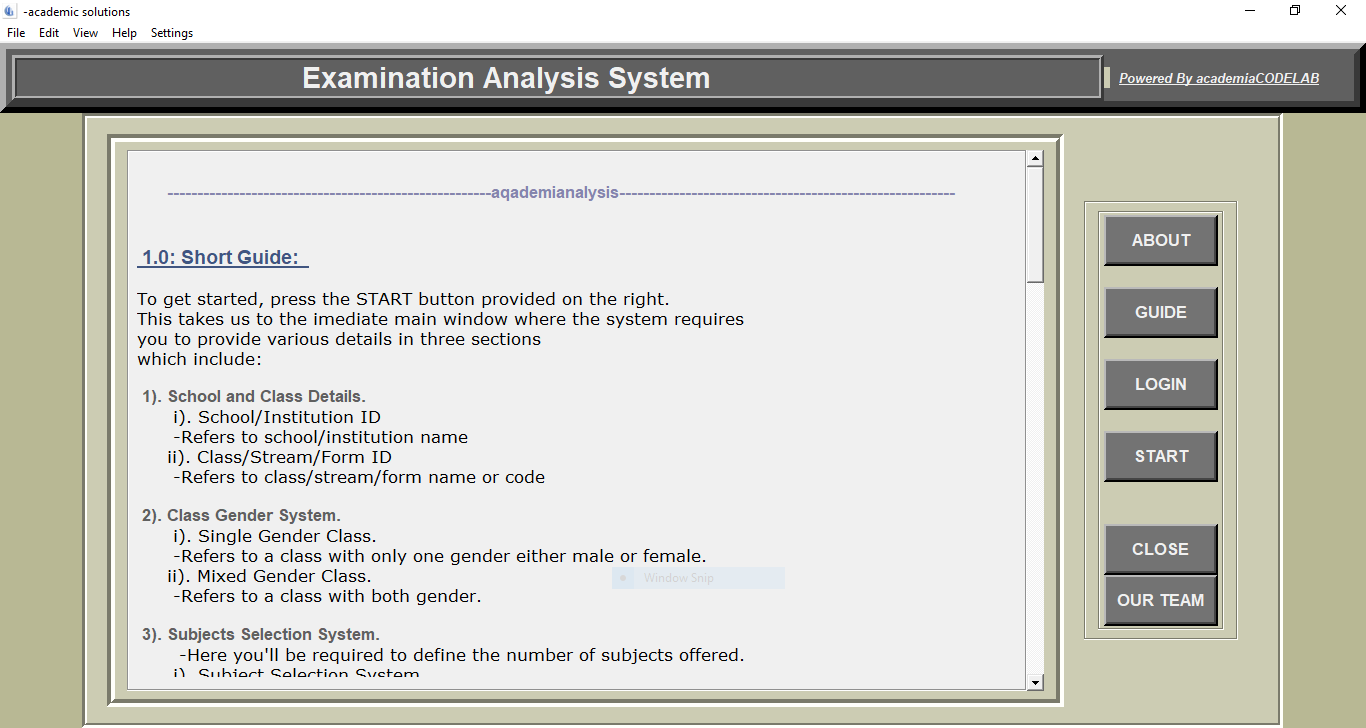 -academic solutions
File Edit View Help Settings
Examination Analysis System
Powered By academiaCODELAB
------------------------------------------------------aqademianalysis--------------------------------------------------------
1.0: Short Guide:
To get started, press the START button provided on the right.
This takes us to the imediate main window where the system requires
you to provide various details in three sections
which include:
1). School and Class Details.
i). School/Institution ID
-Refers to school/institution name
ii). Class/Stream/Form ID
-Refers to class/stream/form name or code
2). Class Gender System.
i). Single Gender Class.
-Refers to a class with only one gender either male or female.
ii). Mixed Gender Class.
-Refers to a class with both gender.
Window Snip
3). Subjects Selection System.
-Here you'll be required to define the number of subjects offered.
i). Subject Selection System
ABOUT
GUIDE
LOGIN
START
CLOSE
OUR TEAM